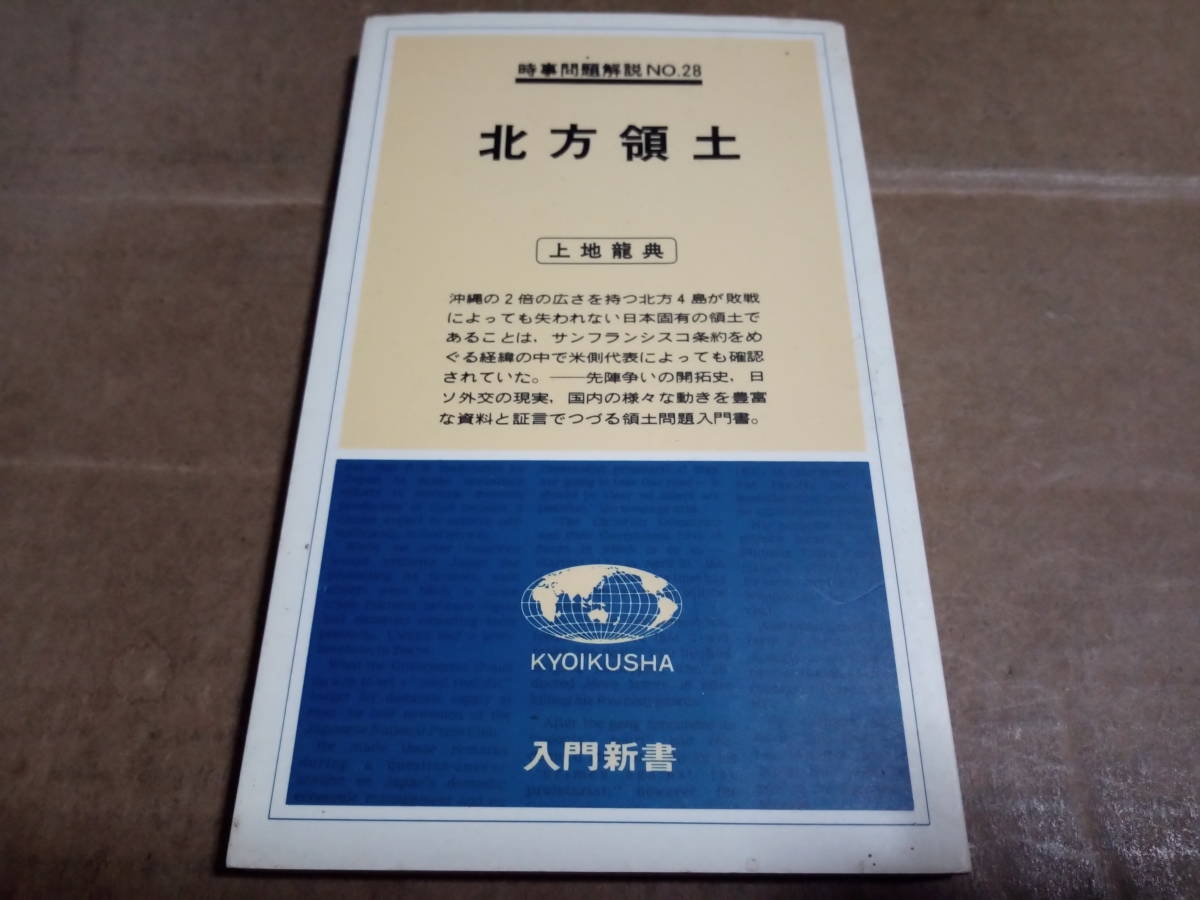 時事問題解説NO.28
北方領土
上地龍典
沖縄の2倍の広さを持つ北方4島が敗戦
によっても失われない日本固有の領土で
あることは，サンフランシスコ条約をめ
ぐる経緯の中で米側代表によっても確認
されていた。――先陣争いの開拓史，日
ソ外交の現実，国内の様々な動きを豊富
な資料と証言でつづる領土問題入門書。
KYOIKUSHA
入門新書